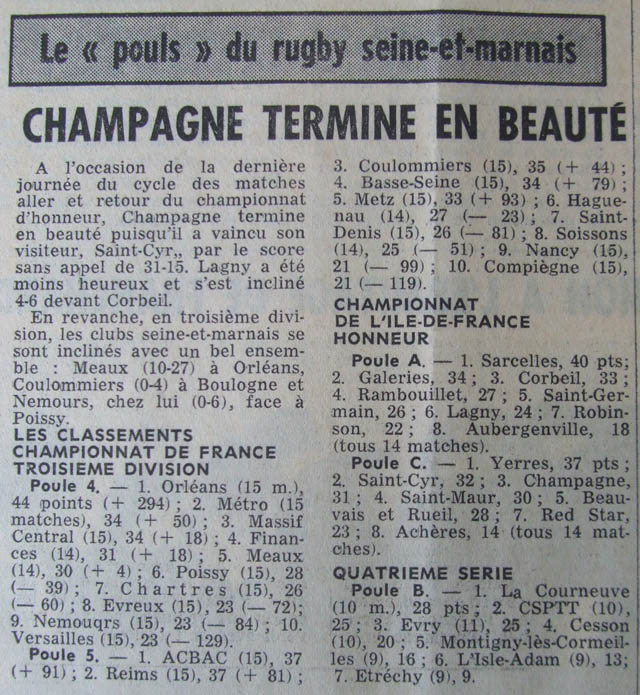 Le « pouls » du rugby seine-et-marnais
CHAMPAGNE TERMINE EN BEAUTÉ
A l'occasion de la dernière
journée du cycle des matches
aller et retour du championnat
d'honneur, Champagne termine
en beauté puisqu'il a vaincu son
visiteur, Saint-Cyr,, par le score
sans appel de 31-15. Lagny a été
moins heureux et s'est incliné
4-6 devant Corbeil.
En revanche, en troisième divi-
sion, les clubs seine-et-marnais se
sont inclinés avec un bel ensem-
ble : Meaux (10-27) à Orléans,
Coulommiers (0-4) à Boulogne et
Nemours, chez lui (0-6), face à
Poissy.
LES CLASSEMENTS
CHAMPIONNAT DE FRANCE
TROISIEME DIVISION
Poule 4. — 1. Orléans (15 m.),
44 points (+ 294) ; 2. Métro (15
matches), 34 (+ 50) ; 3. Massif
Central (15), 34 (+ 18) ; 4. Finan-
ces (14), 31 (+ 18) ; 5. Meaux
(14), 30 (+ 4) ; 6. Poissy (15), 28
(— 39) ; 7. Chartres (15), 26
(— 60) ; 8. Evreux (15), 23 (— 72);
9. Nemouqrs (15), 23 (— 84) ; 10.
Versailles (15), 23 (— 129).
Poule 5. — 1. ACBAC (15), 37
(+ 91) ; 2. Reims (15), 37 (+ 81) ;
3. Coulommiers (15), 35 (+ 44) ;
4. Basse-Seine (15), 34 (+ 79) ;
5. Metz (15), 33 (+ 93) ; 6. Hague-
nau (14), 27 (— 23) ; 7. Saint-
Denis (15), 26 (— 81) ; 8. Soissons
(14), 25 (— 51) ; 9. Nancy (15),
21 (— 99) ; 10. Compiègne (15),
21 (— 119).
CHAMPIONNAT
DE L'ILE-DE-FRANCE
HONNEUR
Poule A. — 1. Sarcelles, 40 pts;
2. Galeries, 34 ; 3. Corbeil, 33 ;
4. Rambouillet, 27 ; 5. Saint-Ger-
main, 26 ; 6. Lagny, 24 ; 7. Robin-
son, 22 ; 8. Aubergenville, 18
(tous 14 matches).
Poule C. — 1. Yerres, 37 pts ;
2. Saint-Cyr, 32 ; 3. Champagne,
31 ; 4. Saint-Maur, 30 ; 5. Beau-
vais et Rueil, 28 ; 7. Red Star,
23 ; 8. Achères, 14 (tous 14 mat-
ches).
QUATRIEME SERIE
Poule B. — 1. La Courneuve
(10 m.), 28 pts ; 2. CSPTT (10),
25 ; 3. Evry (11), 25 ; 4. Cesson
(10), 20 ; 5. Montigny-lès-Cormeil-
les (9), 16 ; 6. L'Isle-Adam (9), 13;
7. Etréchy (9), 9.